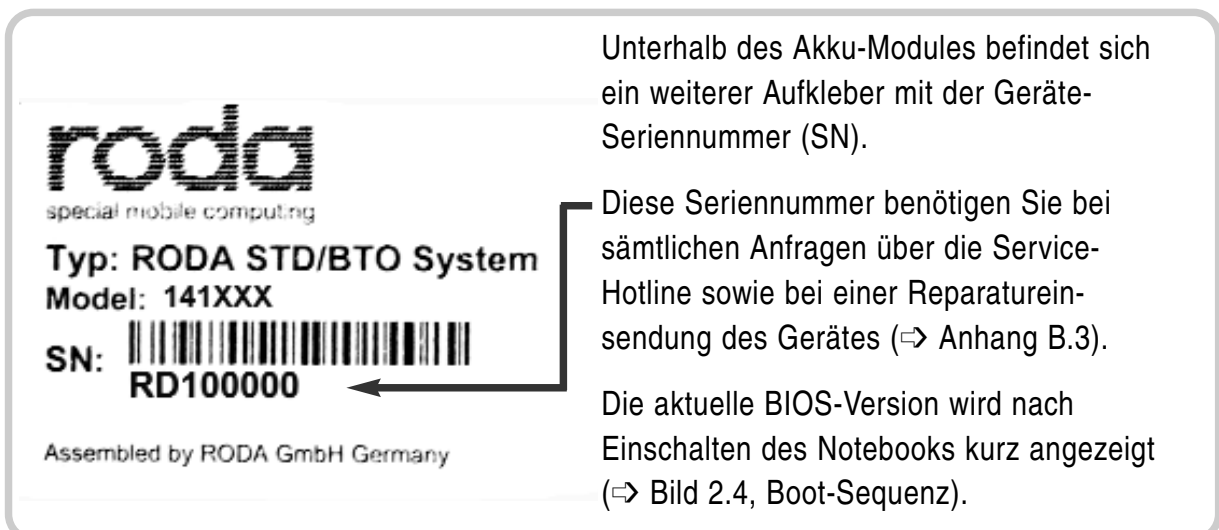 roda
special mobile computing
Typ: RODA STD/BTO System
Model: 141XXX
SN:
RD100000
Assembled by RODA GmbH Germany
Unterhalb des Akku-Modules befindet sich
ein weiterer Aufkleber mit der Geräte-
Seriennummer (SN).
Diese Seriennummer benötigen Sie bei
sämtlichen Anfragen über die Service-
Hotline sowie bei einer Reparaturein-
sendung des Gerätes (➪ Anhang B.3).
Die aktuelle BIOS-Version wird nach
Einschalten des Notebooks kurz angezeigt
(➪ Bild 2.4, Boot-Sequenz).